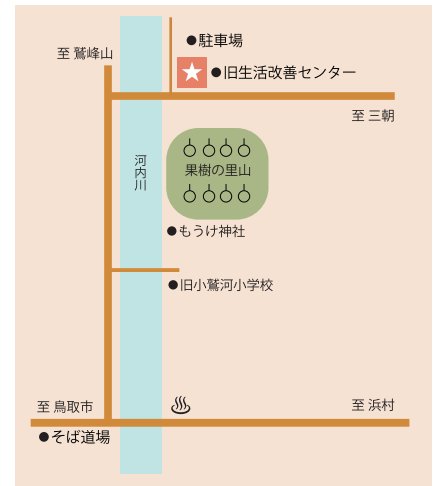 ●駐車場
至 鷲峰山
●旧生活改善センター
至 三朝
河内川
果樹の里山
●もうけ神社
●旧小鷲河小学校
至 鳥取市
至 浜村
●そば道場